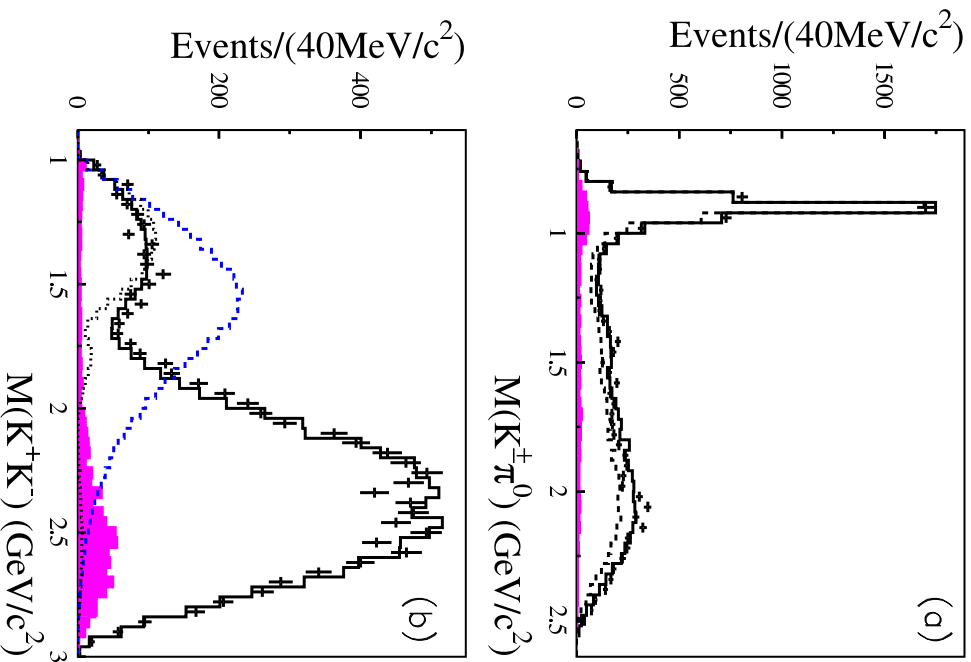 Events/(40MeV/c²)
1500
1000
500
0
(a)
1
1.5
2
2.5
M(K±π⁰) (GeV/c²)
Events/(40MeV/c²)
400
200
0
(b)
1
1.5
2
2.5
3
M(K⁺K⁻) (GeV/c²)